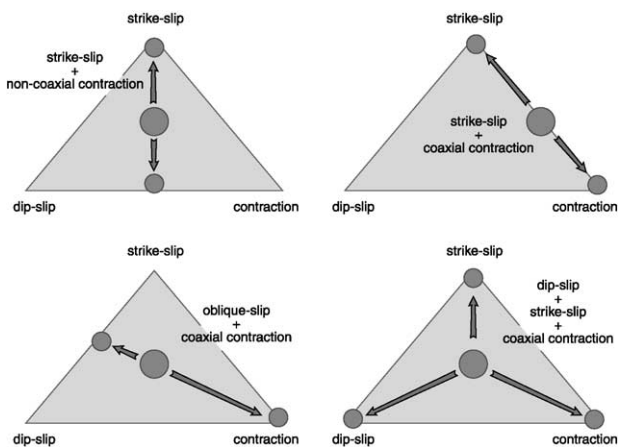 strike-slip
strike-slip
+
non-coaxial contraction
dip-slip
contraction
strike-slip
strike-slip
+
coaxial contraction
dip-slip
contraction
strike-slip
oblique-slip
+
coaxial contraction
dip-slip
contraction
strike-slip
dip-slip
+
strike-slip
+
coaxial contraction
dip-slip
contraction